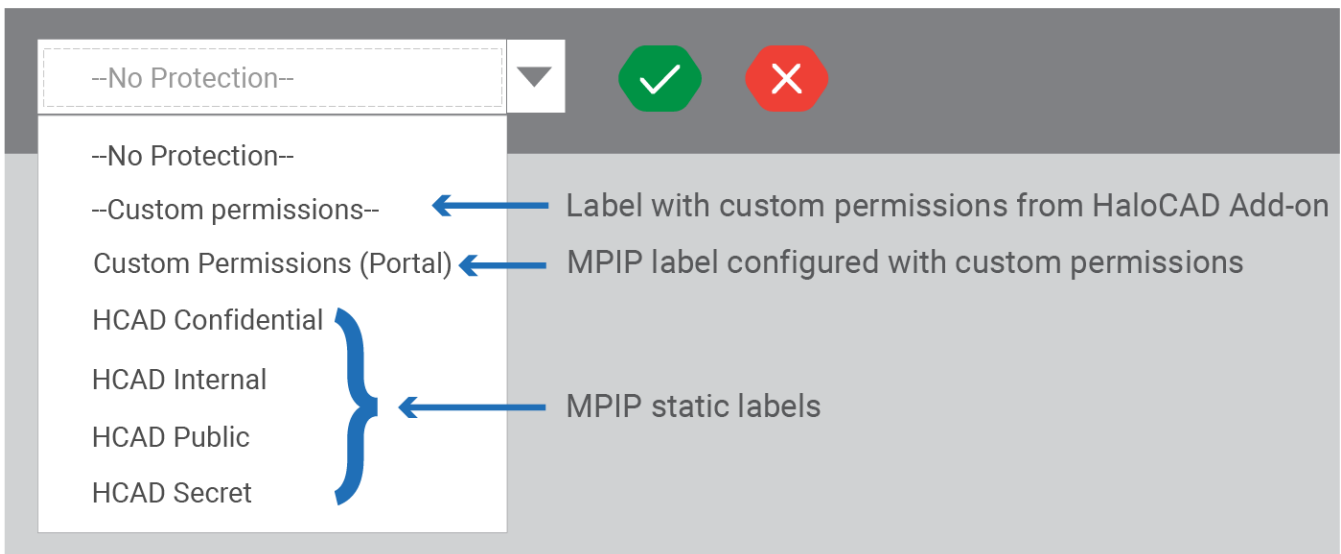 --No Protection--
--No Protection--
--Custom permissions--
Label with custom permissions from HaloCAD Add-on
Custom Permissions (Portal)
MPIP label configured with custom permissions
HCAD Confidential
HCAD Internal
MPIP static labels
HCAD Public
HCAD Secret